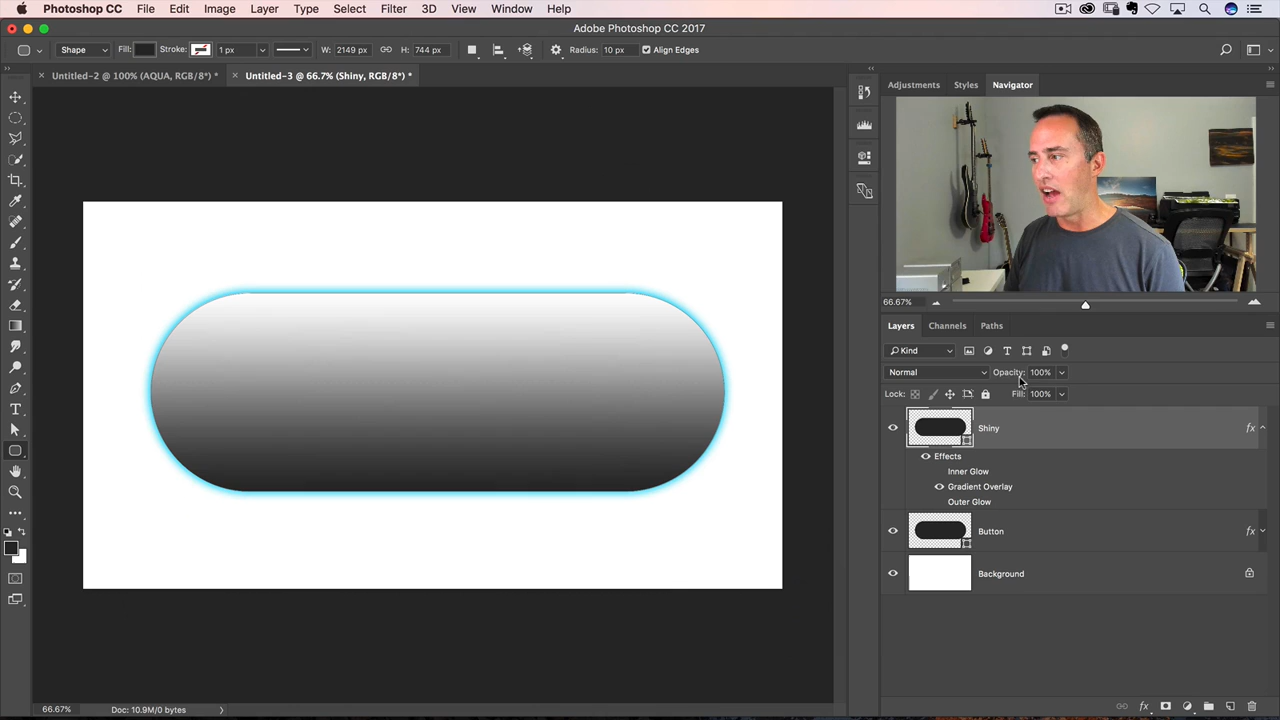 Photoshop CC File Edit Image Layer Type Select Filter 3D View Window Help
Adobe Photoshop CC 2017
Shape Fill: Stroke: 1 px W: 2149 px H: 744 px Radius: 10 px Align Edges
Untitled-2 @ 100% (AQUA, RGB/8*) * Untitled-3 @ 66.7% (Shiny, RGB/8*) *
Adjustments Styles Navigator
66.67%
Layers Channels Paths
Kind
Normal Opacity: 100%
Lock: Fill: 100%
Shiny fx
Effects
Inner Glow
Gradient Overlay
Outer Glow
Button fx
Background
66.67% Doc: 10.9M/0 bytes
fx